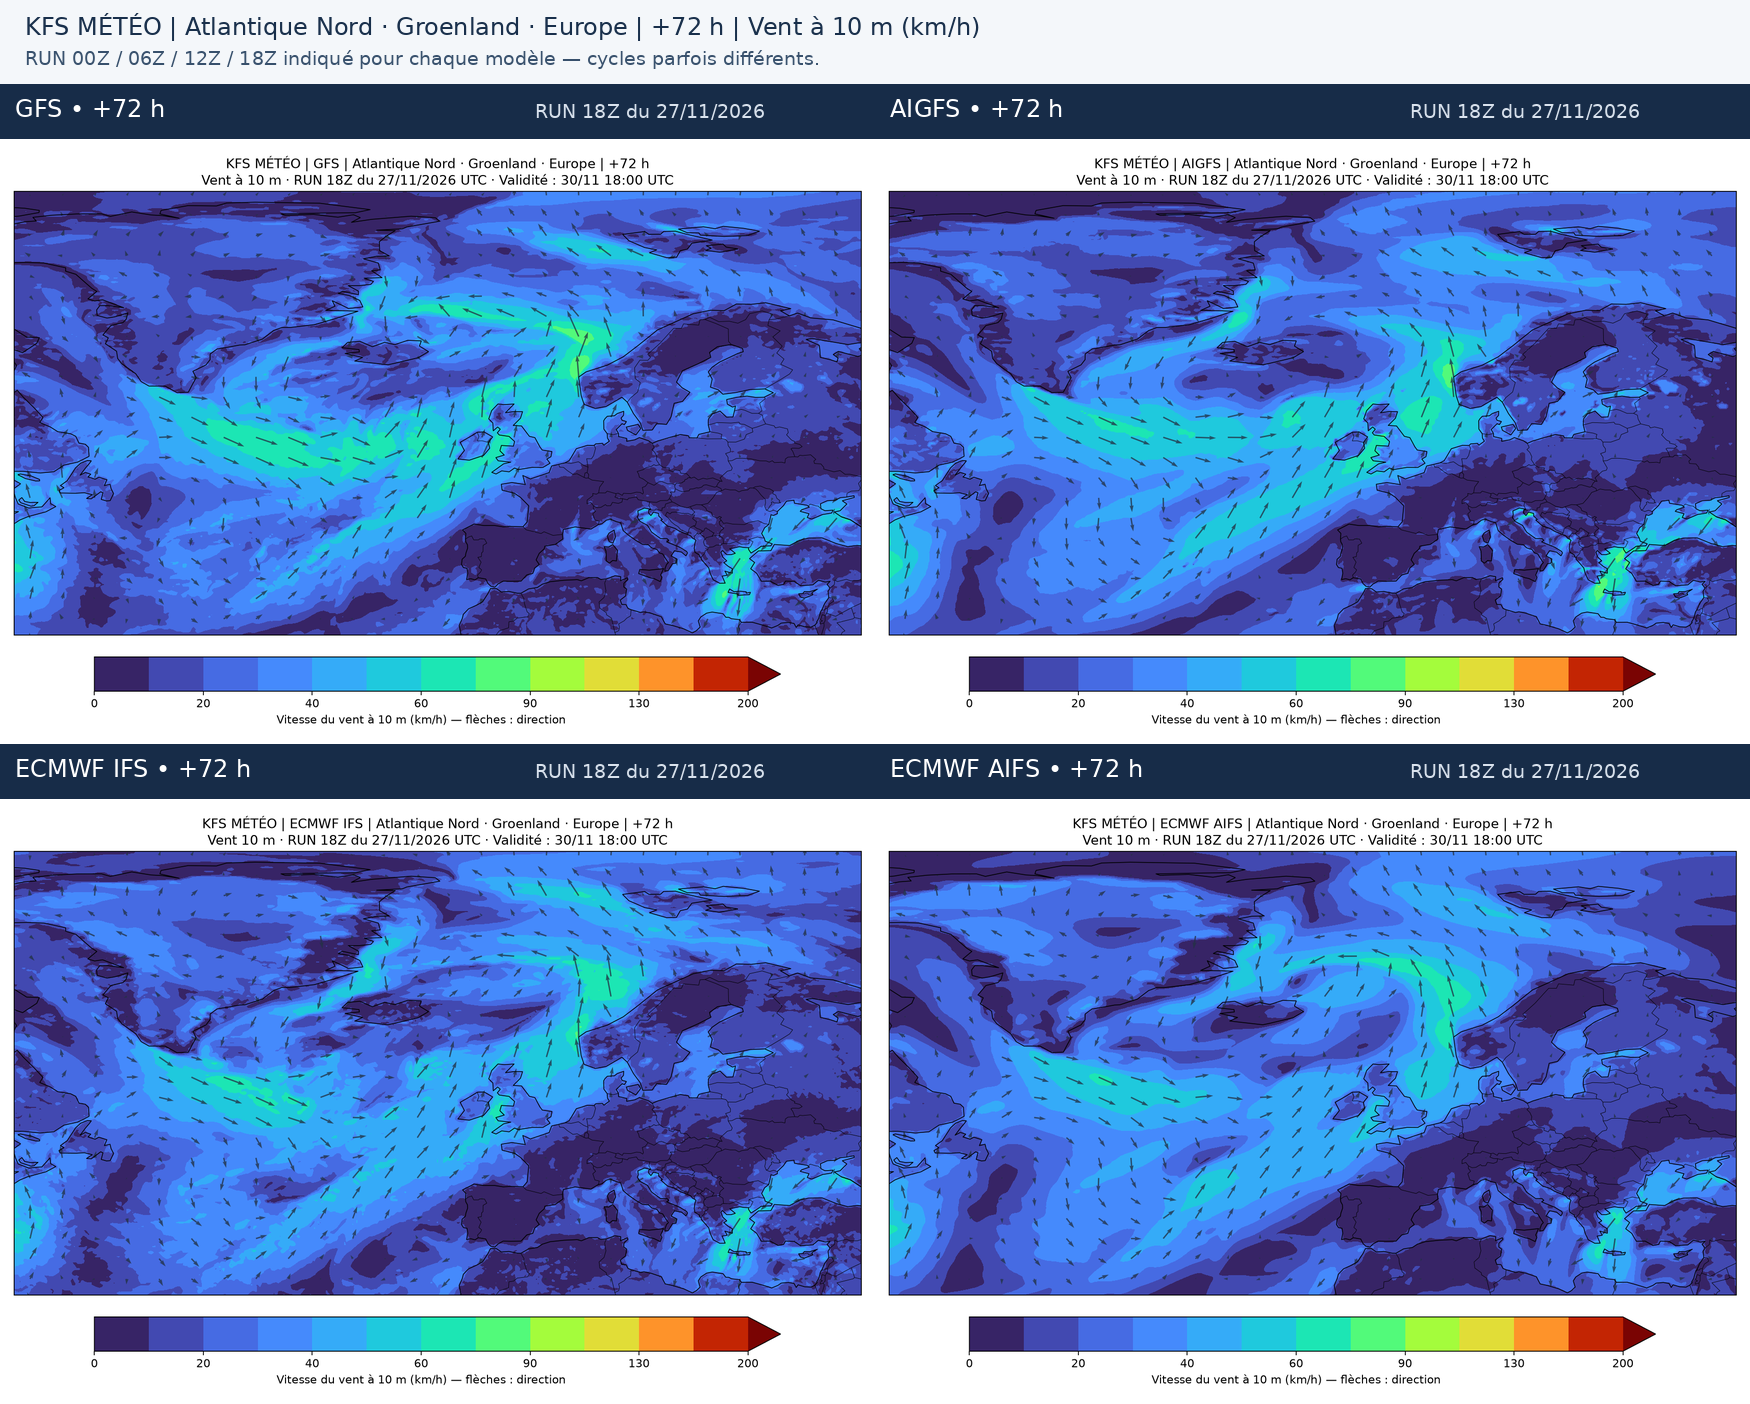 KFS MÉTÉO | Atlantique Nord · Groenland · Europe | +72 h | Vent à 10 m (km/h)
RUN 00Z / 06Z / 12Z / 18Z indiqué pour chaque modèle — cycles parfois différents.
GFS • +72 h
RUN 18Z du 27/11/2026
KFS MÉTÉO | GFS | Atlantique Nord · Groenland · Europe | +72 h
Vent à 10 m · RUN 18Z du 27/11/2026 UTC · Validité : 30/11 18:00 UTC
0 20 40 60 90 130 200
Vitesse du vent à 10 m (km/h) — flèches : direction
AIGFS • +72 h
RUN 18Z du 27/11/2026
KFS MÉTÉO | AIGFS | Atlantique Nord · Groenland · Europe | +72 h
Vent à 10 m · RUN 18Z du 27/11/2026 UTC · Validité : 30/11 18:00 UTC
0 20 40 60 90 130 200
Vitesse du vent à 10 m (km/h) — flèches : direction
ECMWF IFS • +72 h
RUN 18Z du 27/11/2026
KFS MÉTÉO | ECMWF IFS | Atlantique Nord · Groenland · Europe | +72 h
Vent 10 m · RUN 18Z du 27/11/2026 UTC · Validité : 30/11 18:00 UTC
0 20 40 60 90 130 200
Vitesse du vent à 10 m (km/h) — flèches : direction
ECMWF AIFS • +72 h
RUN 18Z du 27/11/2026
KFS MÉTÉO | ECMWF AIFS | Atlantique Nord · Groenland · Europe | +72 h
Vent 10 m · RUN 18Z du 27/11/2026 UTC · Validité : 30/11 18:00 UTC
0 20 40 60 90 130 200
Vitesse du vent à 10 m (km/h) — flèches : direction